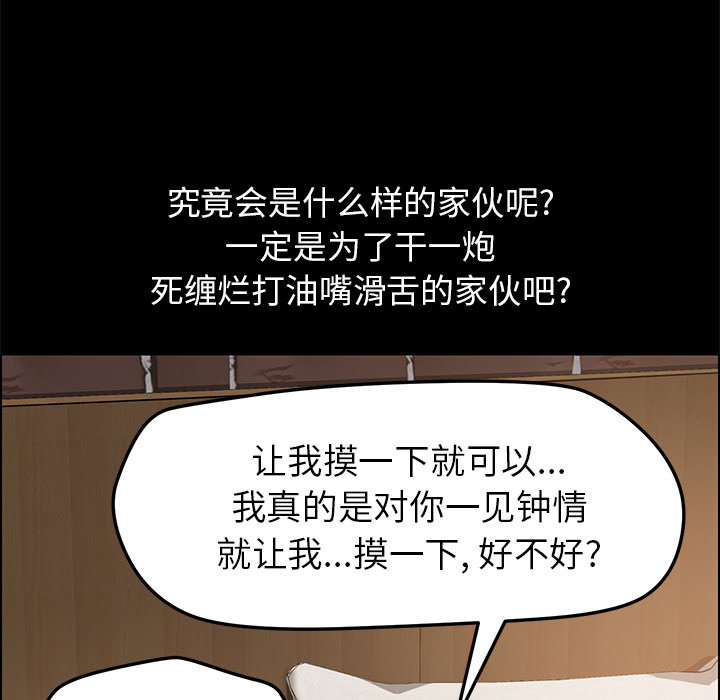 究竟会是什么样的家伙呢?
一定是为了干一炮
死缠烂打油嘴滑舌的家伙吧?
让我摸一下就可以...
我真的是对你一见钟情
就让我...摸一下, 好不好?